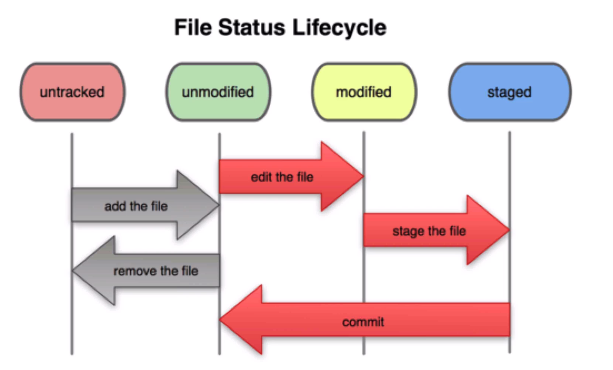 File Status Lifecycle
untracked
unmodified
modified
staged
edit the file
add the file
stage the file
remove the file
commit